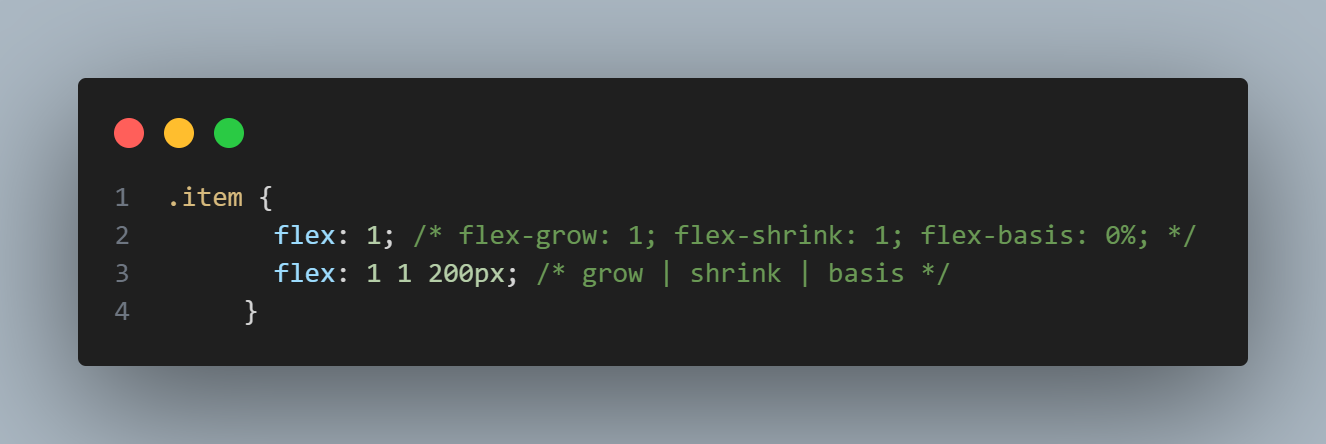 1 .item {
2 flex: 1; /* flex-grow: 1; flex-shrink: 1; flex-basis: 0%; */
3 flex: 1 1 200px; /* grow | shrink | basis */
4 }